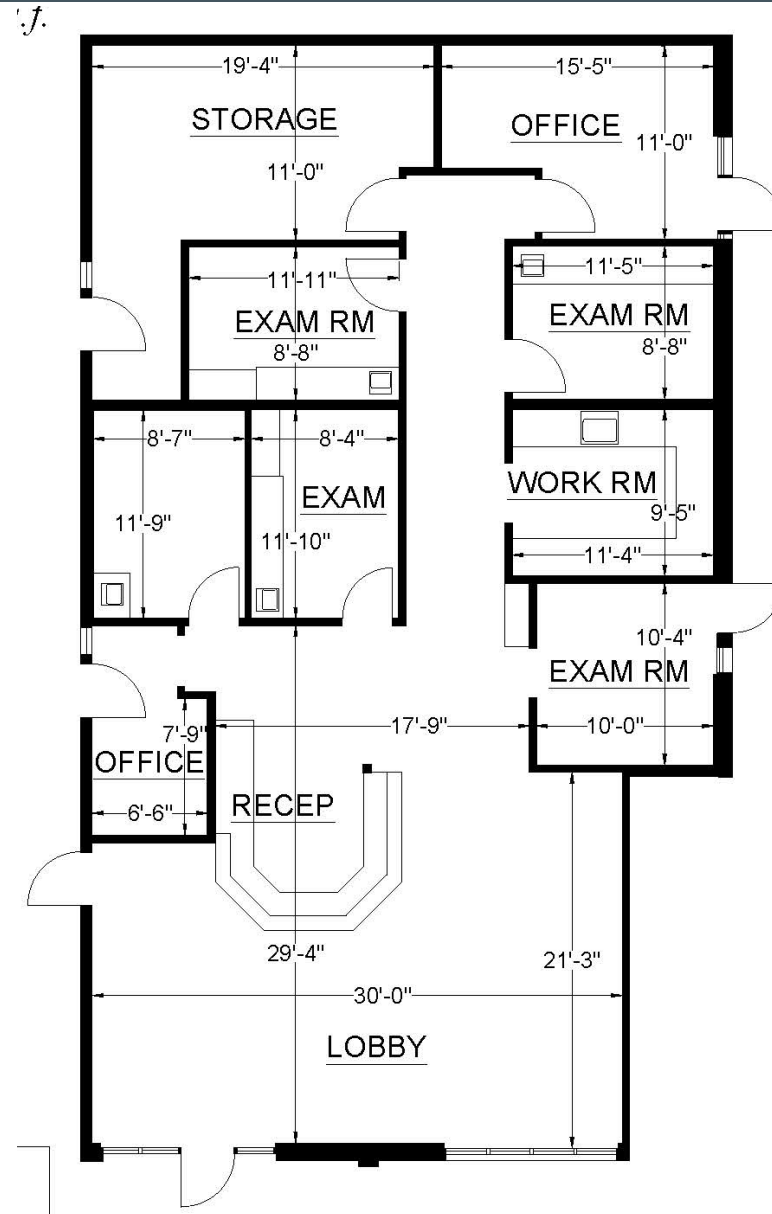 .f.
19'-4"
15'-5"
STORAGE
OFFICE
11'-0"
11'-0"
11'-11"
11'-5"
EXAM RM
EXAM RM
8'-8"
8'-8"
8'-7"
8'-4"
EXAM
WORK RM
11'-9"
11'-10"
9'-5"
11'-4"
10'-4"
EXAM RM
17'-9"
10'-0"
7'-9"
OFFICE
6'-6"
RECEP
29'-4"
21'-3"
30'-0"
LOBBY